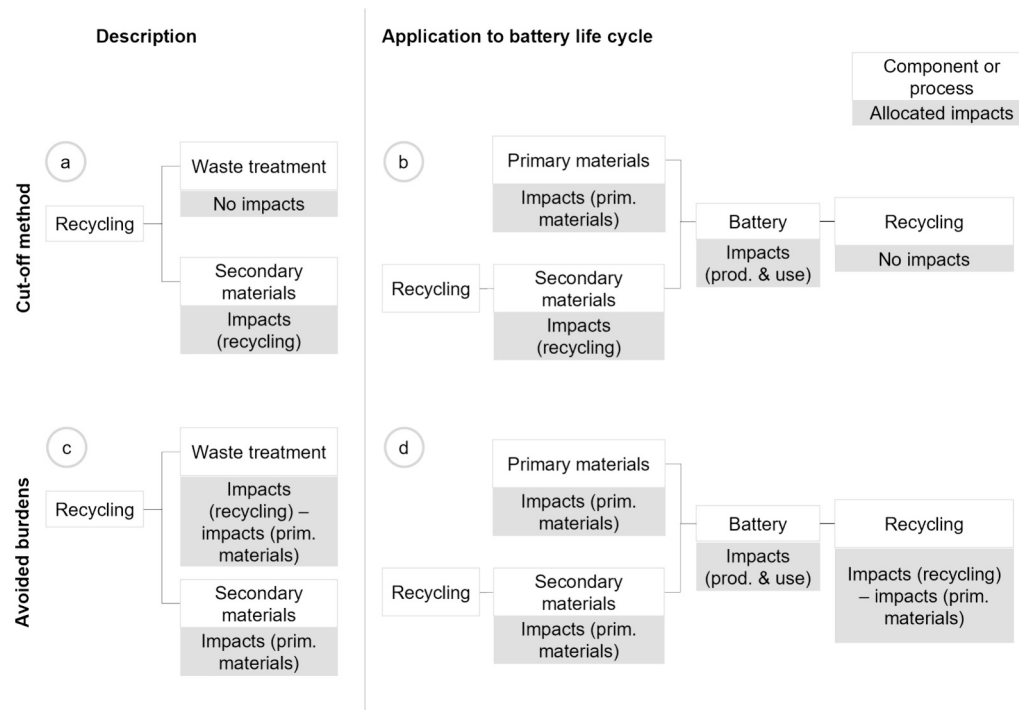 Description
Application to battery life cycle
Component or
process
Allocated impacts
Cut-off method
a
Recycling
Waste treatment
No impacts
Secondary
materials
Impacts
(recycling)
b
Primary materials
Impacts (prim.
materials)
Recycling
Secondary
materials
Impacts
(recycling)
Battery
Impacts
(prod. & use)
Recycling
No impacts
Avoided burdens
c
Recycling
Waste treatment
Impacts
(recycling) –
impacts (prim.
materials)
Secondary
materials
Impacts (prim.
materials)
d
Primary materials
Impacts (prim.
materials)
Recycling
Secondary
materials
Impacts (prim.
materials)
Battery
Impacts
(prod. & use)
Recycling
Impacts (recycling)
– impacts (prim.
materials)